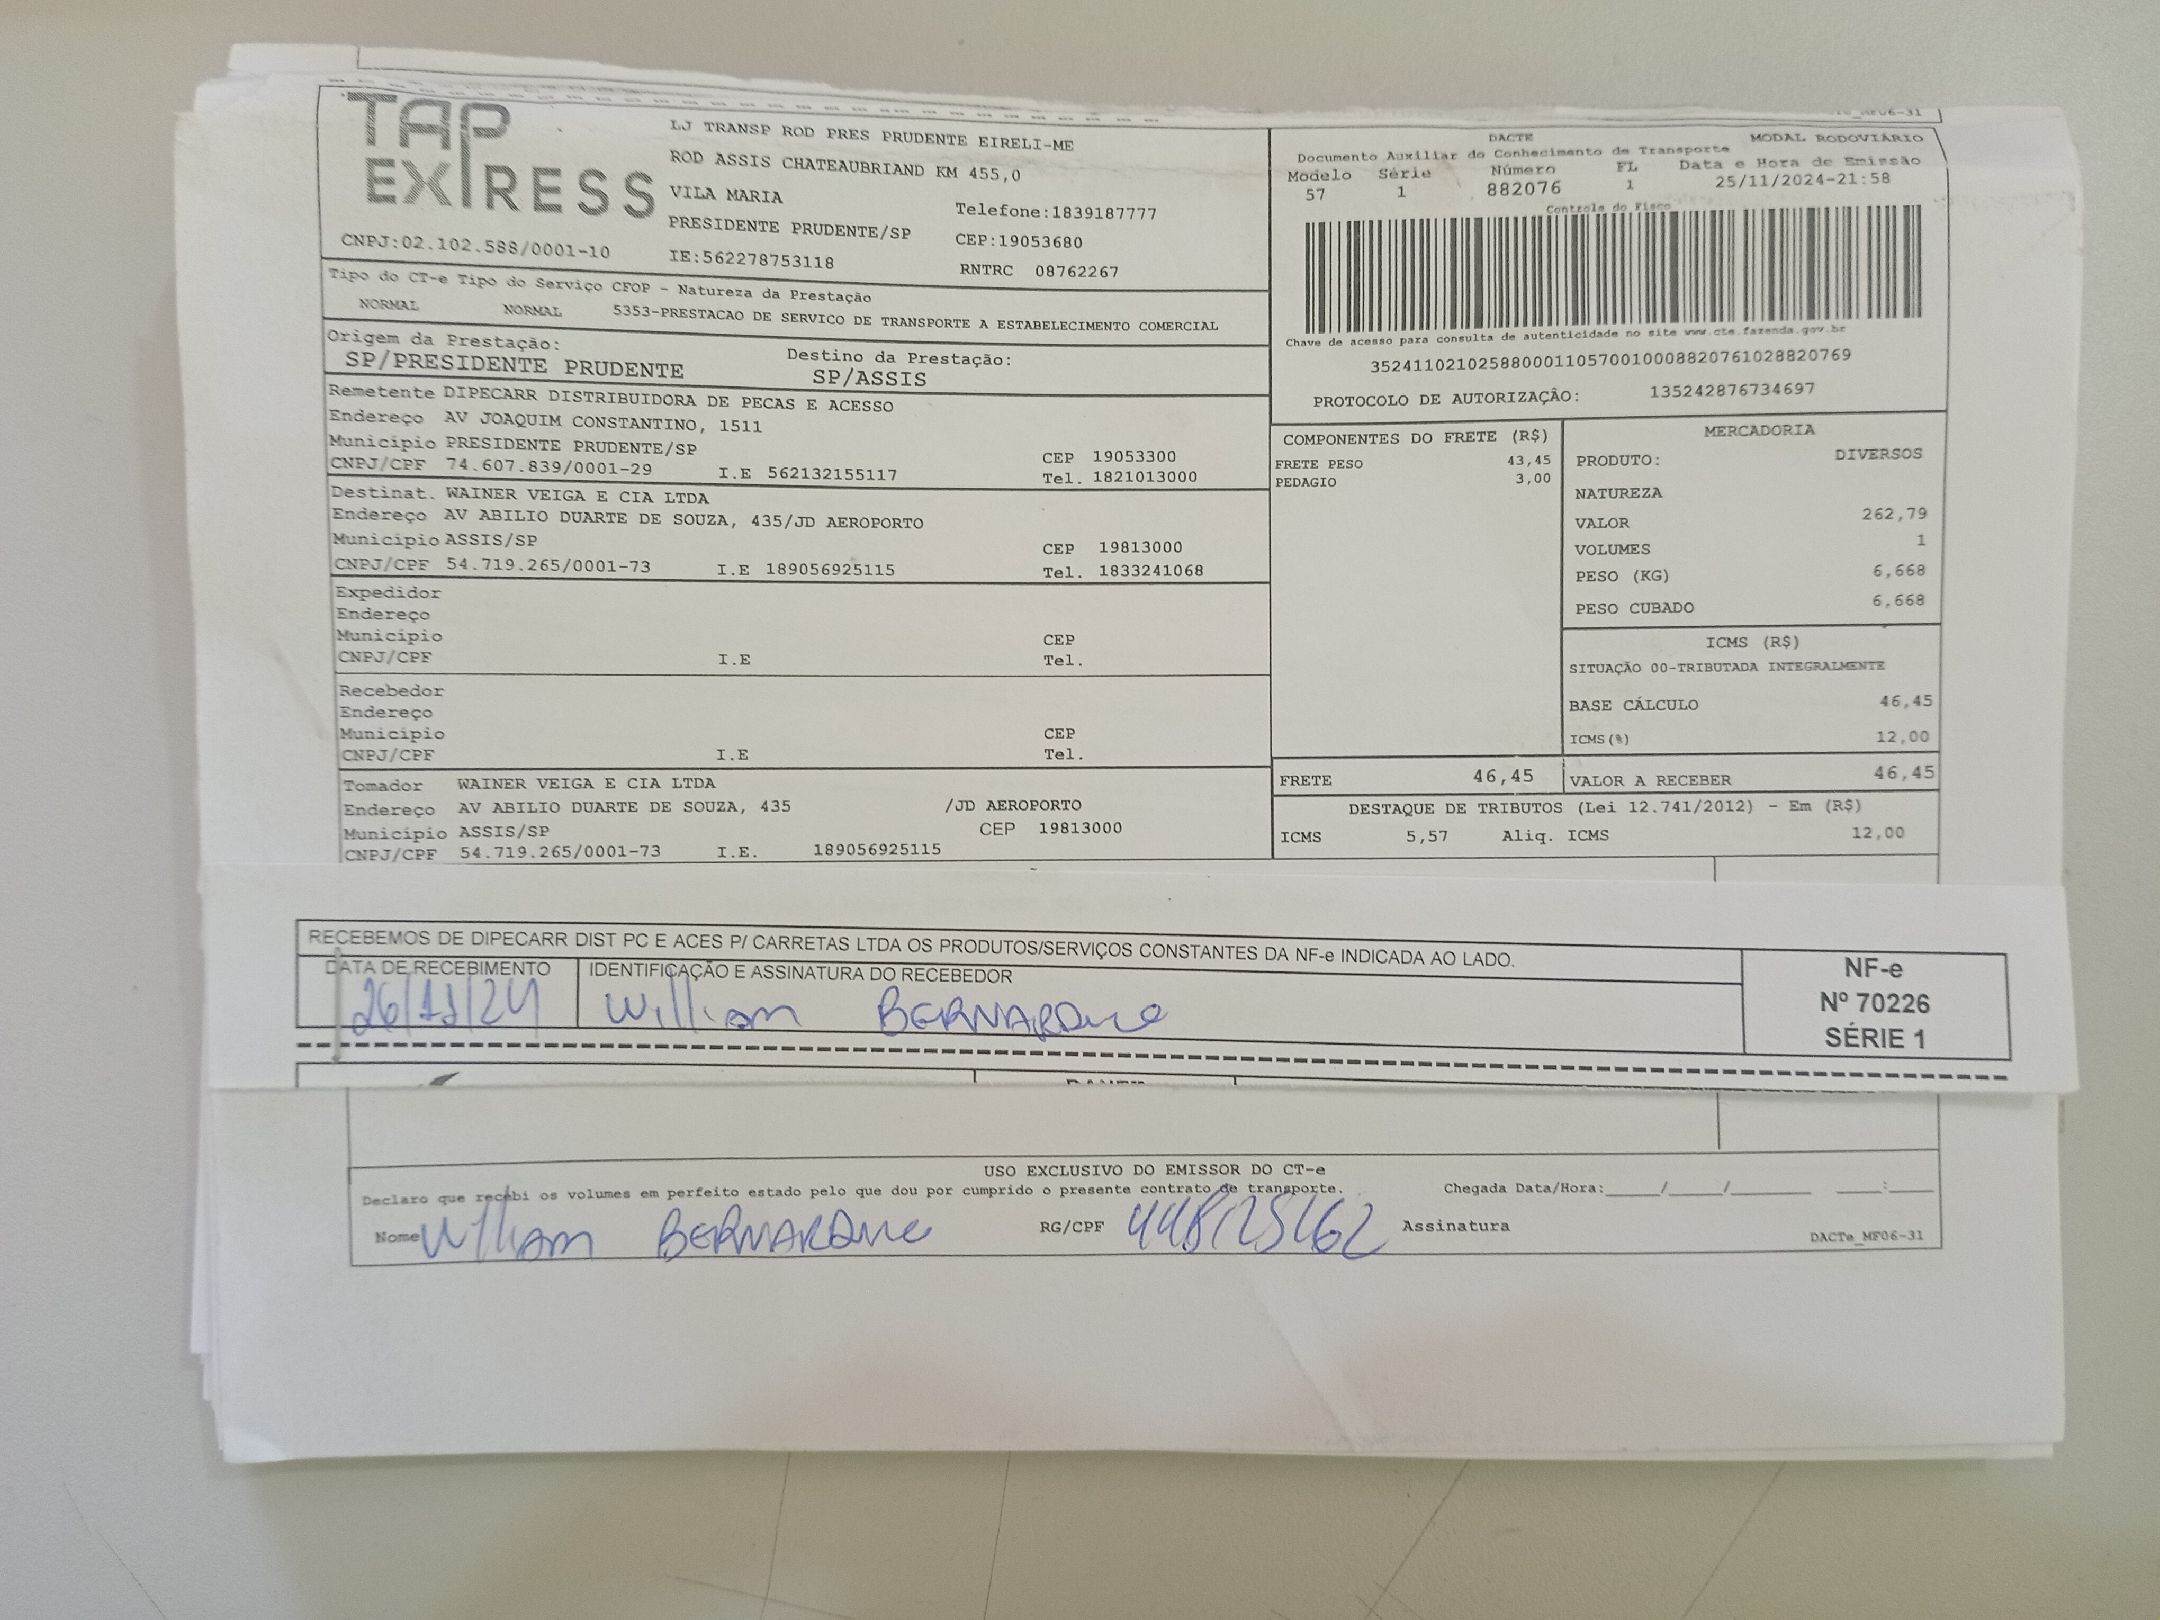 TAP EXPRESS
LJ TRANSP ROD PRES PRUDENTE EIRELI-ME
ROD ASSIS CHATEAUBRIAND KM 455,0
VILA MARIA
Telefone:1839187777
PRESIDENTE PRUDENTE/SP
CEP:19053680
CNPJ:02.102.588/0001-10
IE:562278753118
RNTRC 08762267
DACTE MODAL RODOVIÁRIO
Documento Auxiliar do Conhecimento de Transporte
Modelo Série Número FL Data e Hora de Emissão
57 1 882076 1 25/11/2024-21:58
Controle do Fisco
Chave de acesso para consulta de autenticidade no site www.cte.fazenda.gov.br
35241102102588000110570010008820761028820769
PROTOCOLO DE AUTORIZAÇÃO: 135242876734697
Tipo do CT-e Tipo do Serviço CFOP - Natureza da Prestação
NORMAL NORMAL 5353-PRESTACAO DE SERVICO DE TRANSPORTE A ESTABELECIMENTO COMERCIAL
Origem da Prestação: Destino da Prestação:
SP/PRESIDENTE PRUDENTE SP/ASSIS
Remetente DIPECARR DISTRIBUIDORA DE PECAS E ACESSO
Endereço AV JOAQUIM CONSTANTINO, 1511
Município PRESIDENTE PRUDENTE/SP CEP 19053300
CNPJ/CPF 74.607.839/0001-29 I.E 562132155117 Tel. 1821013000
Destinat. WAINER VEIGA E CIA LTDA
Endereço AV ABILIO DUARTE DE SOUZA, 435/JD AEROPORTO
Município ASSIS/SP CEP 19813000
CNPJ/CPF 54.719.265/0001-73 I.E 189056925115 Tel. 1833241068
Expedidor
Endereço
Município CEP
CNPJ/CPF I.E Tel.
Recebedor
Endereço
Município CEP
CNPJ/CPF I.E Tel.
Tomador WAINER VEIGA E CIA LTDA
Endereço AV ABILIO DUARTE DE SOUZA, 435 /JD AEROPORTO
Município ASSIS/SP CEP 19813000
CNPJ/CPF 54.719.265/0001-73 I.E. 189056925115
COMPONENTES DO FRETE (R$)
FRETE PESO 43,45
PEDAGIO 3,00
MERCADORIA
PRODUTO: DIVERSOS
NATUREZA
VALOR 262,79
VOLUMES 1
PESO (KG) 6,668
PESO CUBADO 6,668
ICMS (R$)
SITUAÇÃO 00-TRIBUTADA INTEGRALMENTE
BASE CÁLCULO 46,45
ICMS(%) 12,00
FRETE 46,45 VALOR A RECEBER 46,45
DESTAQUE DE TRIBUTOS (Lei 12.741/2012) - Em (R$)
ICMS 5,57 Aliq. ICMS 12,00
RECEBEMOS DE DIPECARR DIST PC E ACES P/ CARRETAS LTDA OS PRODUTOS/SERVIÇOS CONSTANTES DA NF-e INDICADA AO LADO.
DATA DE RECEBIMENTO IDENTIFICAÇÃO E ASSINATURA DO RECEBEDOR
26/11/24 William BERNARDINO
NF-e
Nº 70226
SÉRIE 1
USO EXCLUSIVO DO EMISSOR DO CT-e
Declaro que recebi os volumes em perfeito estado pelo que dou por cumprido o presente contrato de transporte. Chegada Data/Hora:____/____/______ ____:____
Nome William BERNARDINO RG/CPF Assinatura
DACTe_MF06-31